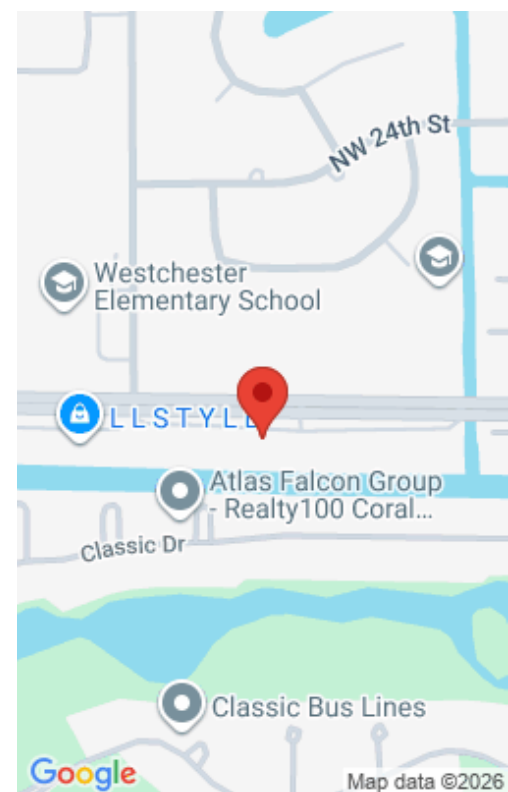 NW 24th St
Westchester
Elementary School
LLSTYLE
Atlas Falcon Group
- Realty100 Coral...
Classic Dr
Classic Bus Lines
Google
Map data ©2026